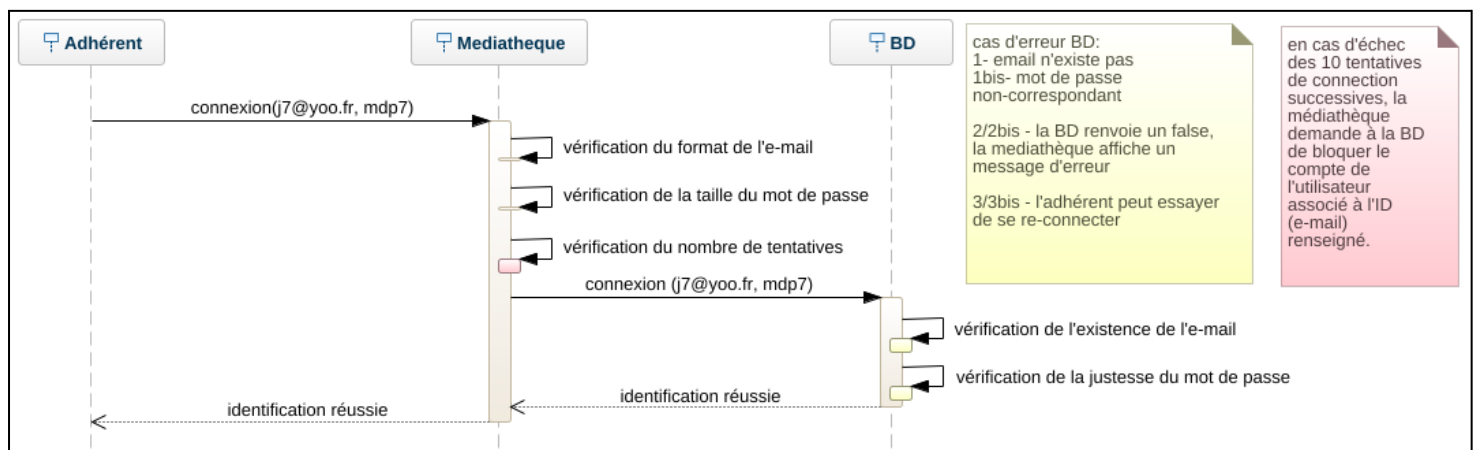 Adhérent
Mediatheque
BD
connexion(j7@yoo.fr, mdp7)
vérification du format de l'e-mail
vérification de la taille du mot de passe
vérification du nombre de tentatives
connexion (j7@yoo.fr, mdp7)
vérification de l'existence de l'e-mail
vérification de la justesse du mot de passe
identification réussie
identification réussie
cas d'erreur BD:
1- email n'existe pas
1bis- mot de passe
non-correspondant
2/2bis - la BD renvoie un false,
la mediathèque affiche un
message d'erreur
3/3bis - l'adhérent peut essayer
de se re-connecter
en cas d'échec
des 10 tentatives
de connection
successives, la
médiathèque
demande à la BD
de bloquer le
compte de
l'utilisateur
associé à l'ID
(e-mail)
renseigné.